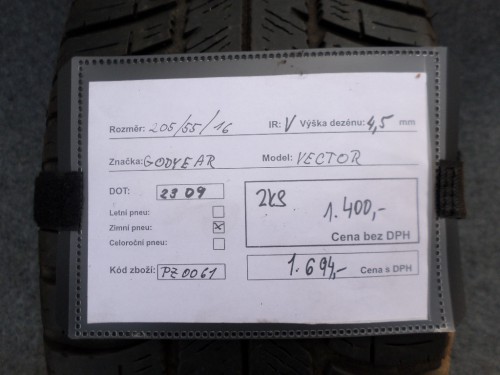 Rozměr: 205/55/16 IR: V Výška dezénu: 4,5 mm
Značka: GODYEAR Model: VECTOR
DOT: 2309
Letní pneu:
Zimní pneu: x
Celoroční pneu:
Kód zboží: PZ0061
2KS 1.400,-
Cena bez DPH
1.694,- Cena s DPH